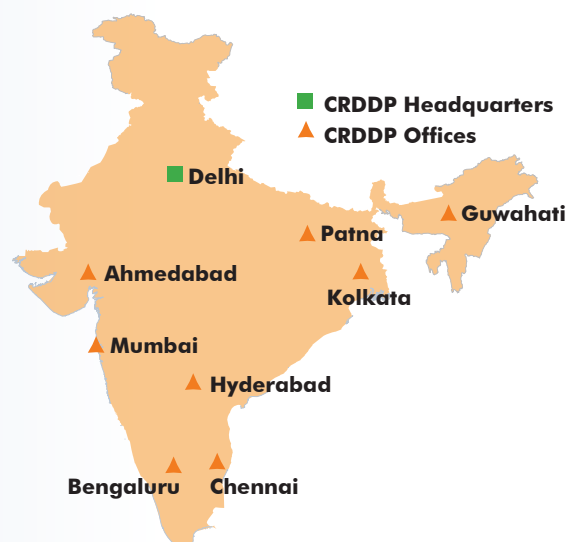 CRDDP Headquarters
CRDDP Offices
Delhi
Guwahati
Patna
Ahmedabad
Kolkata
Mumbai
Hyderabad
Bengaluru
Chennai